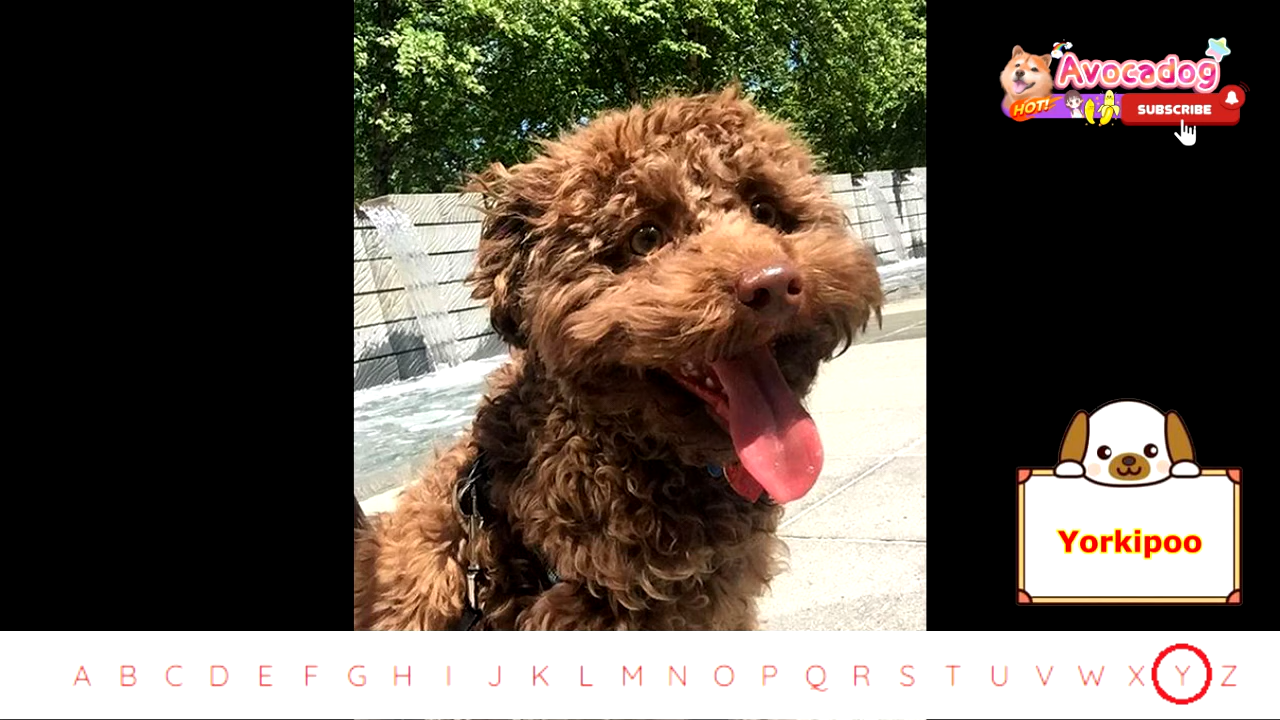 Avocadog
HOT!
SUBSCRIBE
Yorkipoo
A B C D E F G H I J K L M N O P Q R S T U V W X Y Z